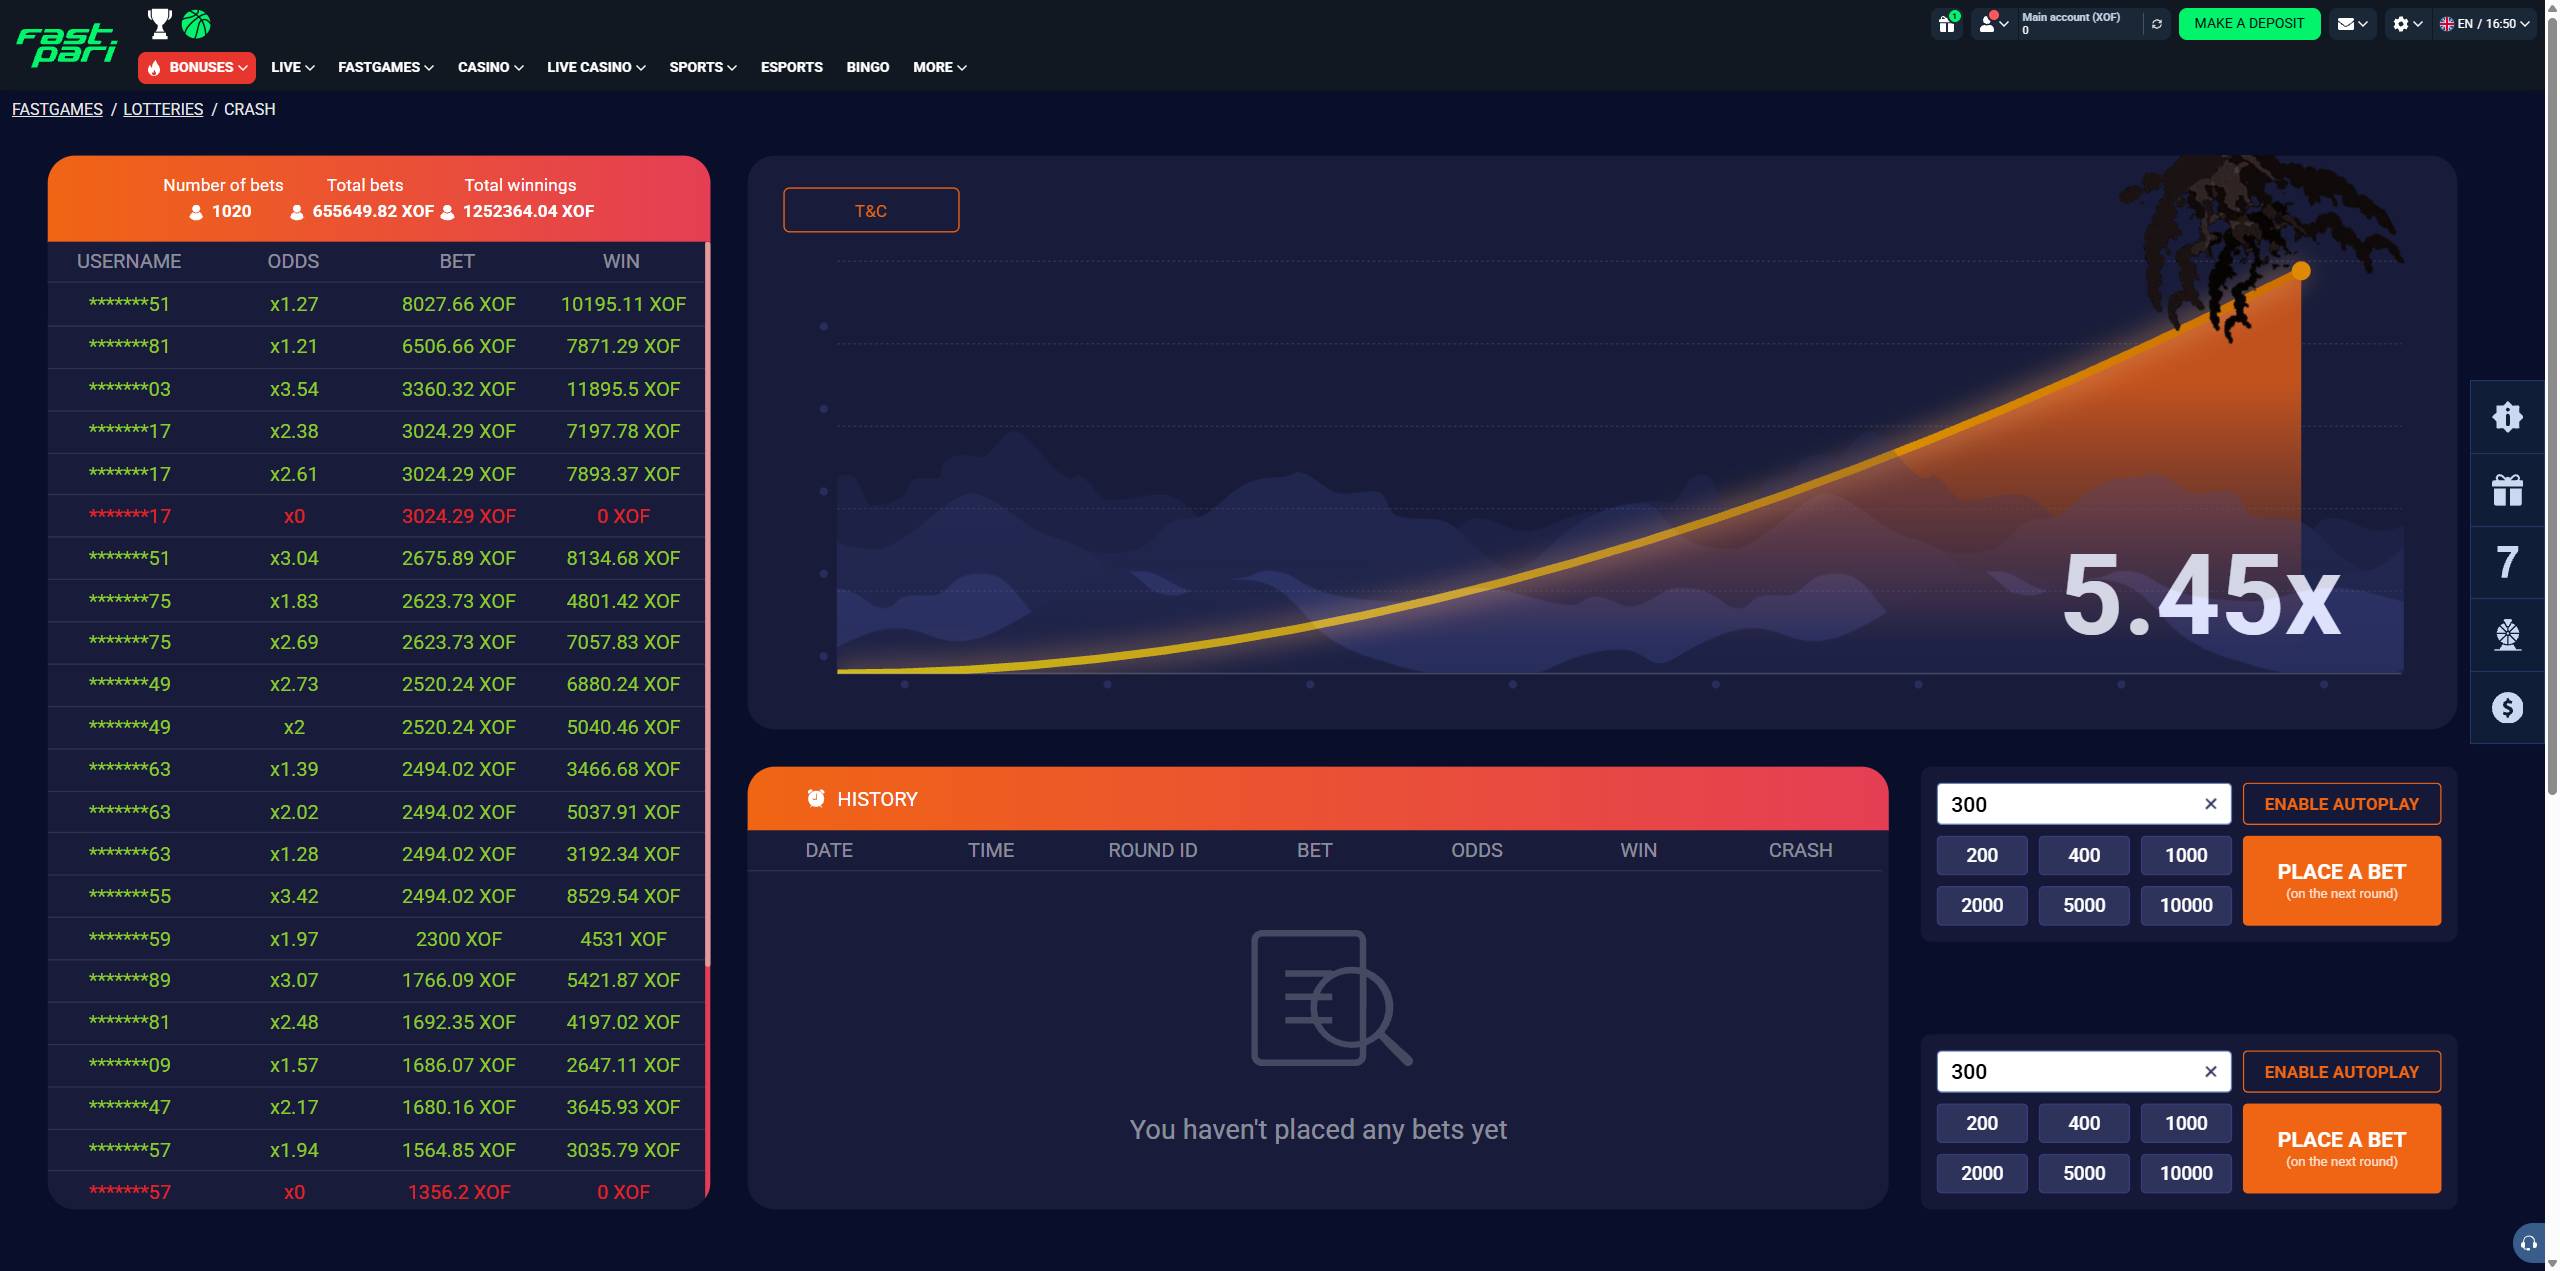 fast pari
BONUSES LIVE FASTGAMES CASINO LIVE CASINO SPORTS ESPORTS BINGO MORE
1
Main account (XOF)
0
MAKE A DEPOSIT
EN / 16:50
FASTGAMES / LOTTERIES / CRASH
Number of bets Total bets Total winnings
1020 655649.82 XOF 1252364.04 XOF
USERNAME ODDS BET WIN
*******51 x1.27 8027.66 XOF 10195.11 XOF
*******81 x1.21 6506.66 XOF 7871.29 XOF
*******03 x3.54 3360.32 XOF 11895.5 XOF
*******17 x2.38 3024.29 XOF 7197.78 XOF
*******17 x2.61 3024.29 XOF 7893.37 XOF
*******17 x0 3024.29 XOF 0 XOF
*******51 x3.04 2675.89 XOF 8134.68 XOF
*******75 x1.83 2623.73 XOF 4801.42 XOF
*******75 x2.69 2623.73 XOF 7057.83 XOF
*******49 x2.73 2520.24 XOF 6880.24 XOF
*******49 x2 2520.24 XOF 5040.46 XOF
*******63 x1.39 2494.02 XOF 3466.68 XOF
*******63 x2.02 2494.02 XOF 5037.91 XOF
*******63 x1.28 2494.02 XOF 3192.34 XOF
*******55 x3.42 2494.02 XOF 8529.54 XOF
*******59 x1.97 2300 XOF 4531 XOF
*******89 x3.07 1766.09 XOF 5421.87 XOF
*******81 x2.48 1692.35 XOF 4197.02 XOF
*******09 x1.57 1686.07 XOF 2647.11 XOF
*******47 x2.17 1680.16 XOF 3645.93 XOF
*******57 x1.94 1564.85 XOF 3035.79 XOF
*******57 x0 1356.2 XOF 0 XOF
T&C
5.45x
7
HISTORY
DATE TIME ROUND ID BET ODDS WIN CRASH
You haven't placed any bets yet
300 ENABLE AUTOPLAY
200 400 1000
2000 5000 10000
PLACE A BET
(on the next round)
300 ENABLE AUTOPLAY
200 400 1000
2000 5000 10000
PLACE A BET
(on the next round)